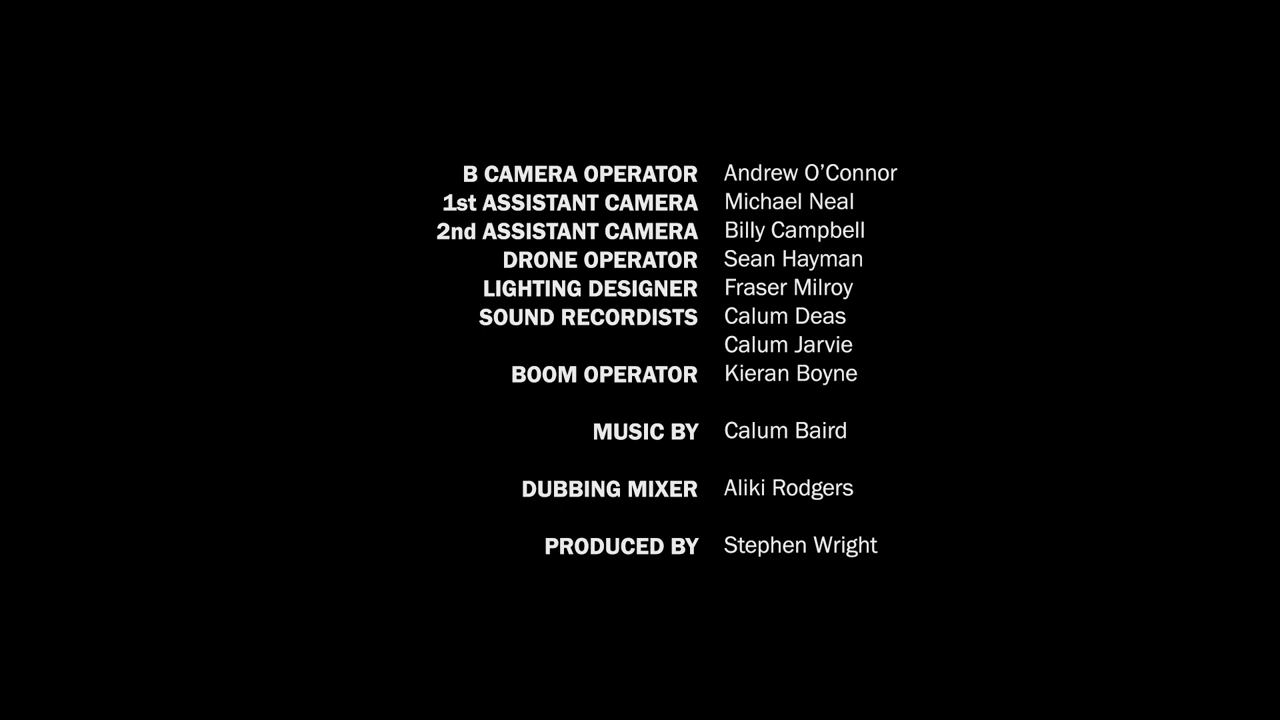 B CAMERA OPERATOR Andrew O’Connor
1st ASSISTANT CAMERA Michael Neal
2nd ASSISTANT CAMERA Billy Campbell
DRONE OPERATOR Sean Hayman
LIGHTING DESIGNER Fraser Milroy
SOUND RECORDISTS Calum Deas
Calum Jarvie
BOOM OPERATOR Kieran Boyne
MUSIC BY Calum Baird
DUBBING MIXER Aliki Rodgers
PRODUCED BY Stephen Wright